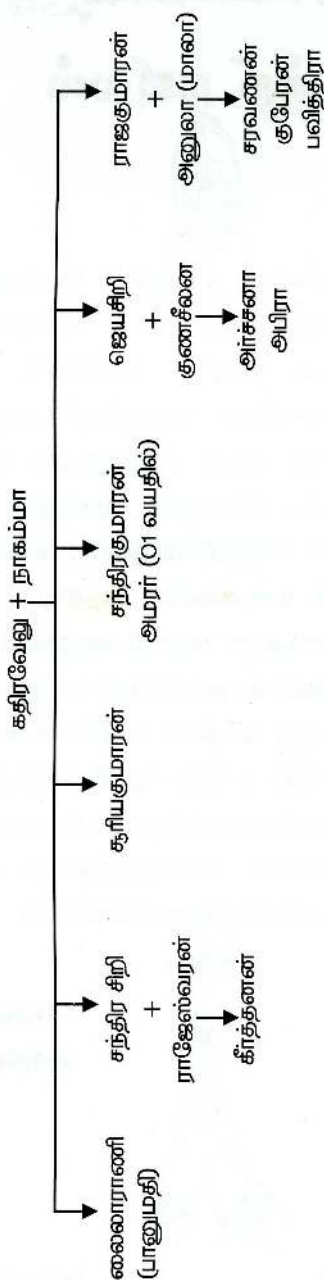 கதிரவேலு + நாகம்மா
லைலாராணி
(பானுமதி)
சந்திர சிறி
+
ராஜேஸ்வரன்
கீர்த்தனன்
சூரியகுமாரன்
சந்திரகுமாரன்
அமரர் (01 வயதில்)
ஜெயசிறி
+
குணசீலன்
அர்ச்சனா
அபிரா
ராஜகுமாரன்
+
அனுலா (மாலா)
சரவணன்
குபேரன்
பவித்திரா